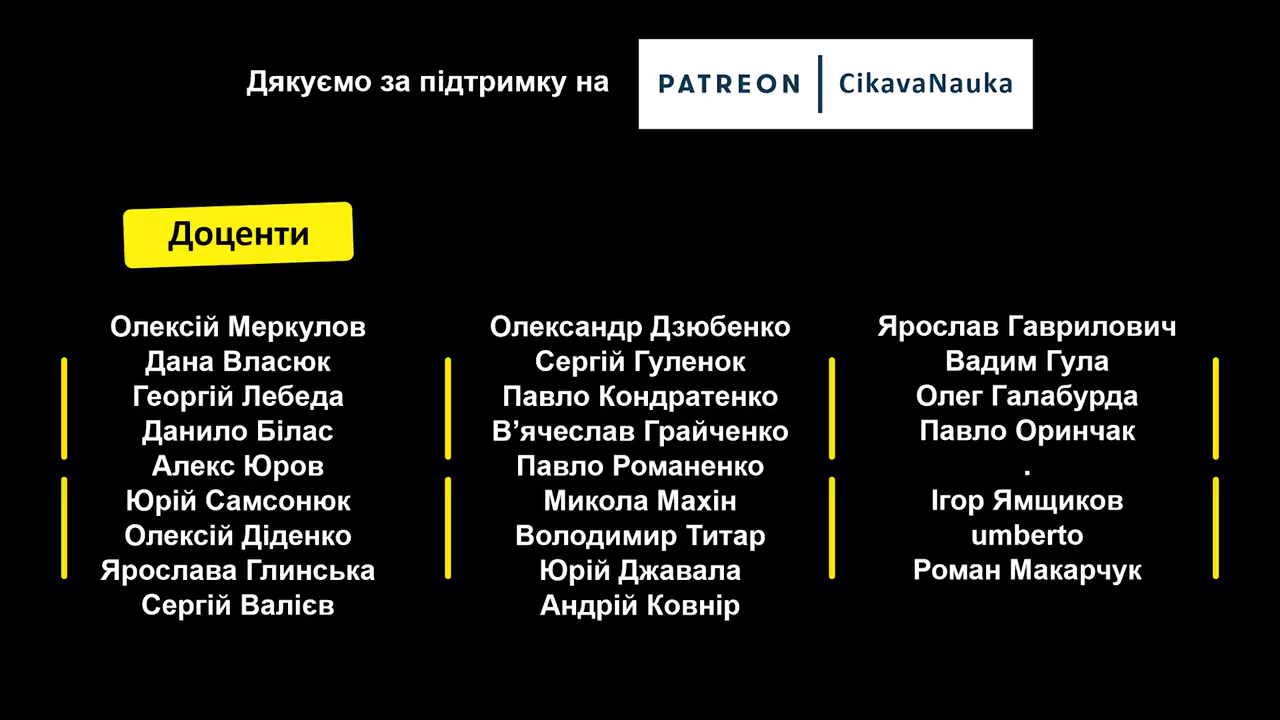 Дякуємо за підтримку на
PATREON | CikavaNauka
Доценти
Олексій Меркулов
Дана Власюк
Георгій Лебеда
Данило Білас
Алекс Юров
Юрій Самсонюк
Олексій Діденко
Ярослава Глинська
Сергій Валієв
Олександр Дзюбенко
Сергій Гуленок
Павло Кондратенко
В’ячеслав Грайченко
Павло Романенко
Микола Махін
Володимир Титар
Юрій Джавала
Андрій Ковнір
Ярослав Гаврилович
Вадим Гула
Олег Галабурда
Павло Оринчак
.
Ігор Ямщиков
umberto
Роман Макарчук